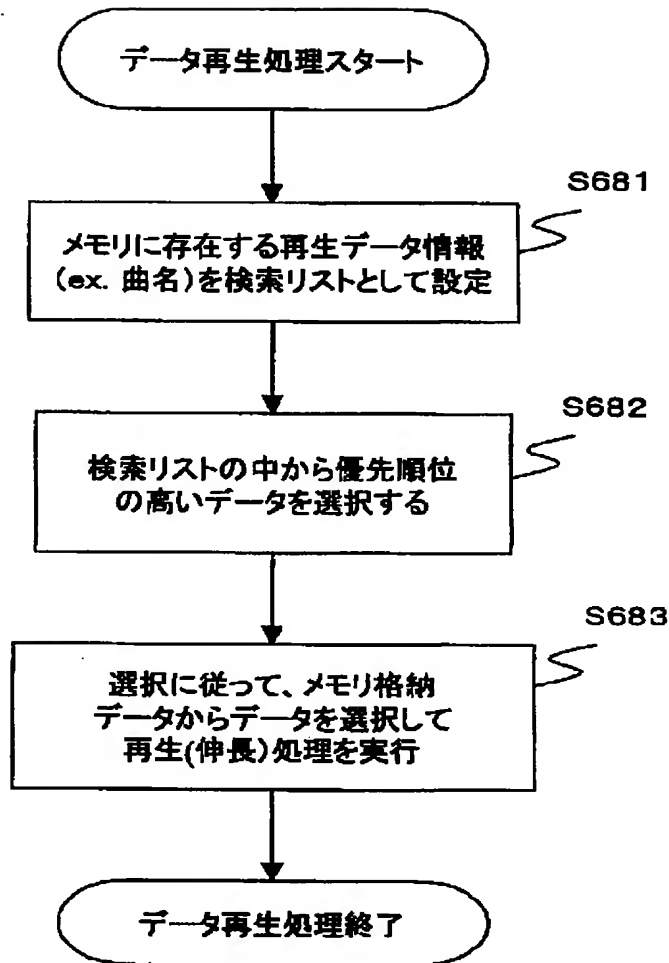 データ再生処理スタート
S681
メモリに存在する再生データ情報
(ex. 曲名)を検索リストとして設定
S682
検索リストの中から優先順位
の高いデータを選択する
S683
選択に従って、メモリ格納
データからデータを選択して
再生(伸長)処理を実行
データ再生処理終了